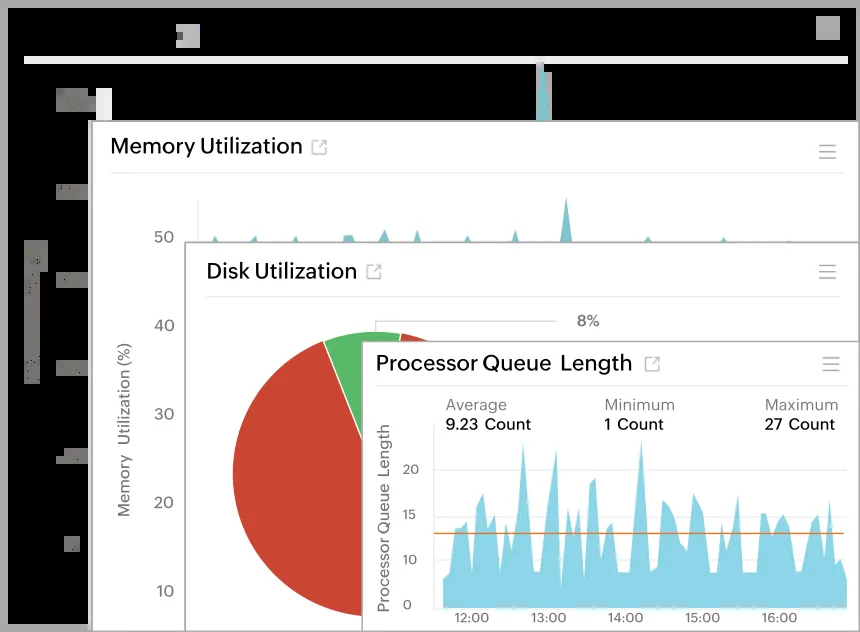 Memory Utilization
50
40
30
20
10
Memory Utilization (%)
Disk Utilization
8%
Processor Queue Length
Average Minimum Maximum
9.23 Count 1 Count 27 Count
Processor Queue Length
20
15
10
0
12:00 13:00 14:00 15:00 16:00